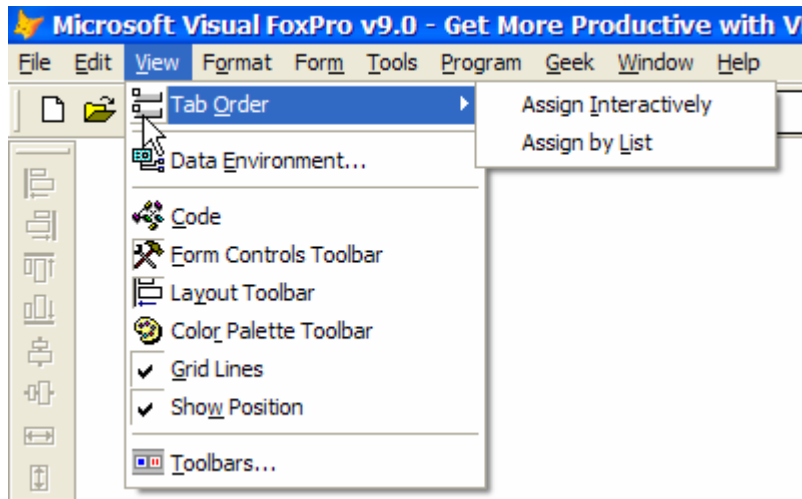 Microsoft Visual FoxPro v9.0 - Get More Productive with V
File Edit View Format Form Tools Program Geek Window Help
Tab Order
Assign Interactively
Assign by List
Data Environment...
Code
Form Controls Toolbar
Layout Toolbar
Color Palette Toolbar
Grid Lines
Show Position
Toolbars...